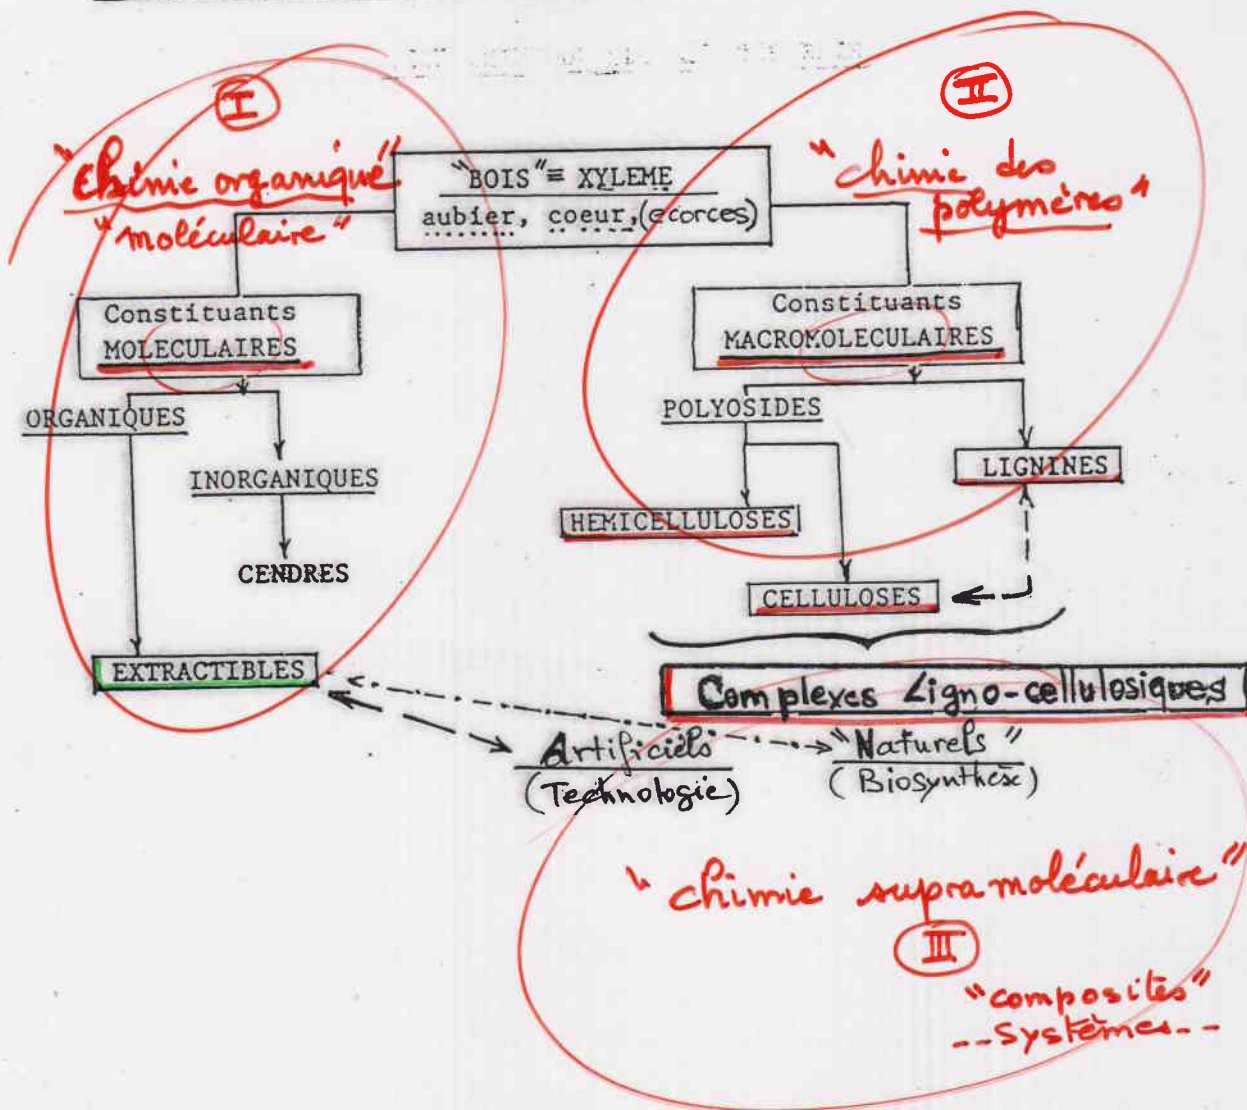 I
II
"Chimie organique"
"moléculaire"
"BOIS" ≡ XYLEME
aubier, coeur, (ecorces)
"chimie des
polymères"
Constituants
MOLECULAIRES
Constituants
MACROMOLECULAIRES
ORGANIQUES
POLYOSIDES
INORGANIQUES
LIGNINES
HEMICELLULOSES
CENDRES
CELLULOSES
EXTRACTIBLES
Complexes Ligno-cellulosiques
Artificiels
(Technologie)
"Naturels"
(Biosynthèse)
"chimie supramoléculaire"
III
"composites"
--Systèmes--